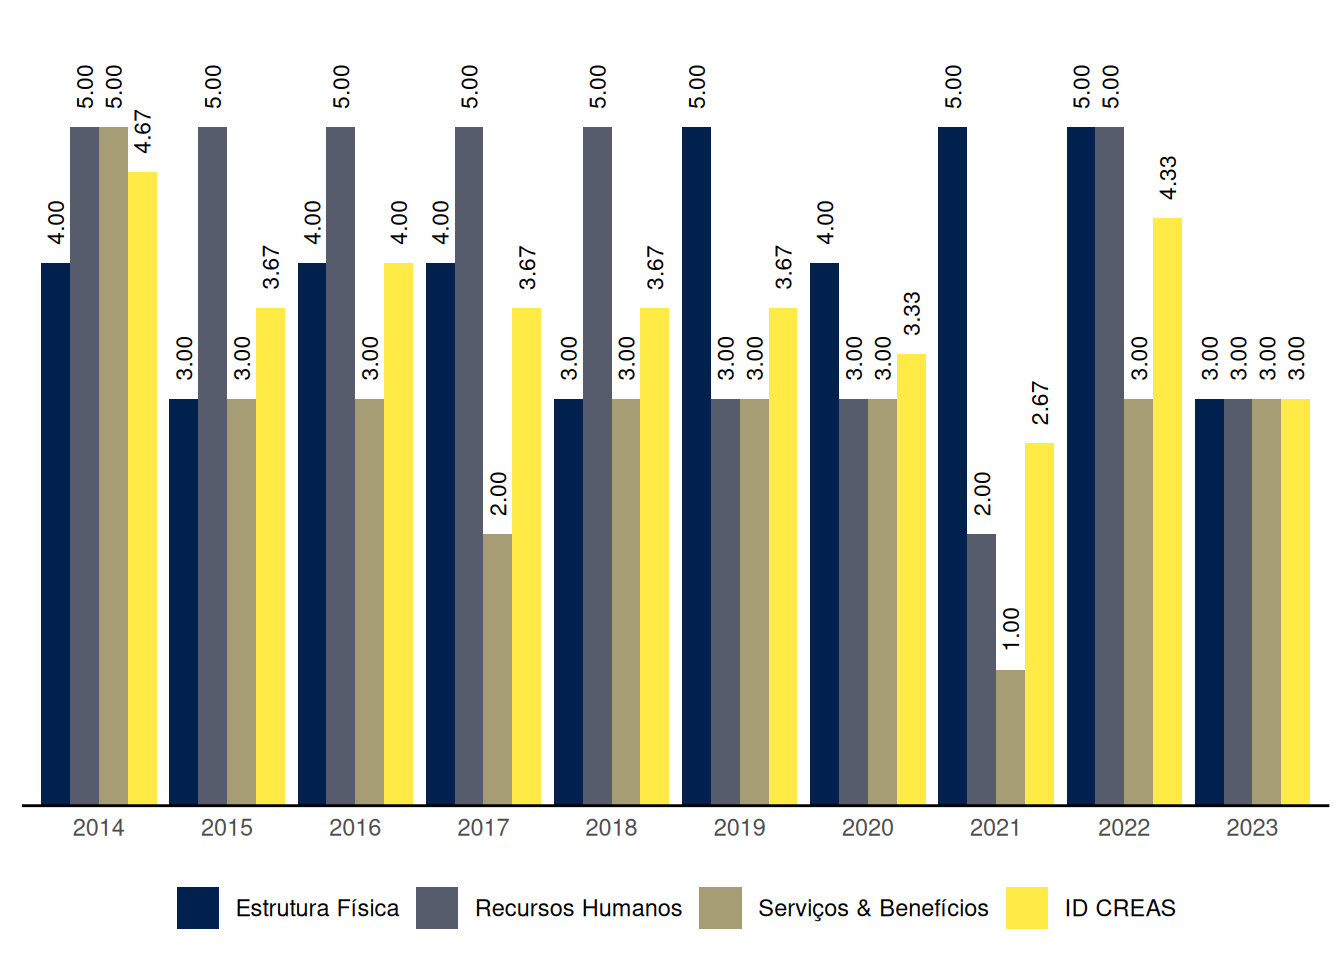 4.00 5.00 5.00 4.67
3.00 5.00 3.00 3.67
4.00 5.00 3.00 4.00
4.00 5.00 2.00 3.67
3.00 5.00 3.00 3.67
5.00 3.00 3.00 3.67
4.00 3.00 3.00 3.33
5.00 2.00 1.00 2.67
5.00 5.00 3.00 4.33
3.00 3.00 3.00 3.00
2014 2015 2016 2017 2018 2019 2020 2021 2022 2023
Estrutura Física Recursos Humanos Serviços & Benefícios ID CREAS